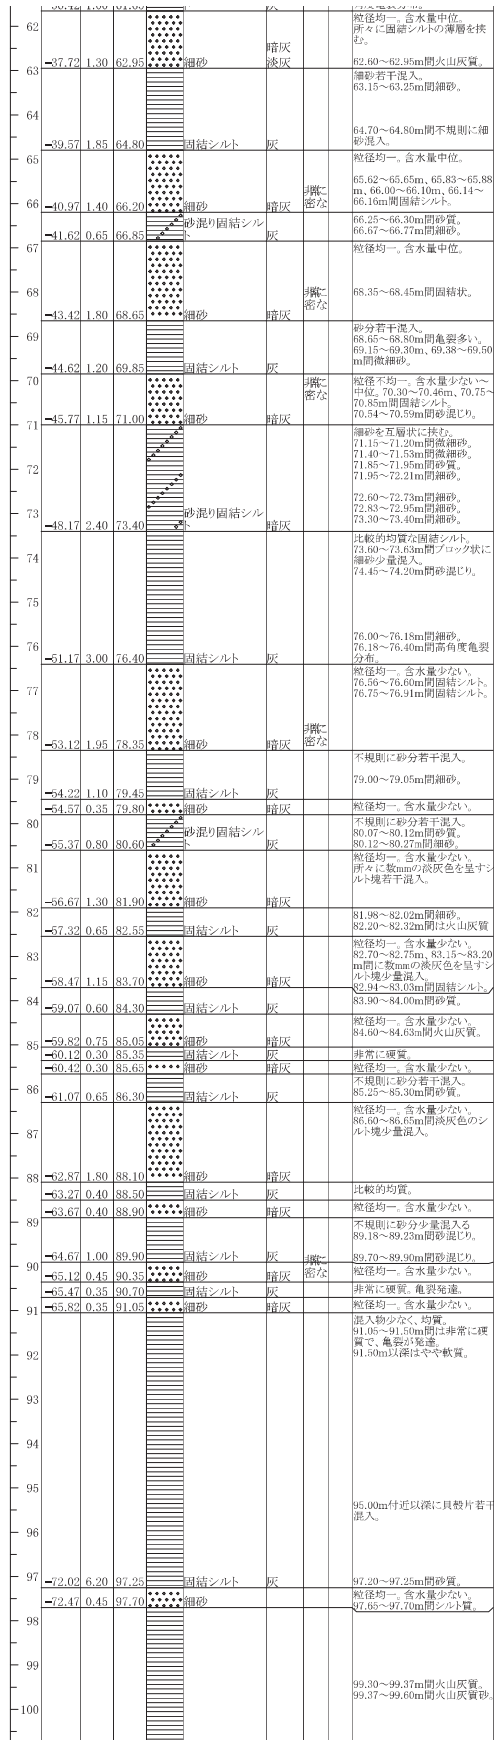 62
粒径均一。含水量中位。
所々に固結シルトの薄層を挟
む。
暗灰
-37.72 1.30 62.95 細砂 淡灰 62.60～62.95m間火山灰質。
63
細砂若干混入。
63.15～63.25m間細砂。
64
64.70～64.80m間不規則に細
砂混入。
-39.57 1.85 64.80 固結シルト 灰
65
粒径均一。含水量中位。
65.62～65.65m、65.83～65.88
m、66.00～66.10m、66.14～
66.16m間固結シルト。
非常に
密な
66
-40.97 1.40 66.20 細砂 暗灰
66.25～66.30m間砂質。
66.67～66.77m間細砂。
砂混り固結シル
ト
-41.62 0.65 66.85 灰
67
粒径均一。含水量中位。
68
68.35～68.45m間固結状。
非常に
密な
-43.42 1.80 68.65 細砂 暗灰
69
砂分若干混入。
68.65～68.80m間亀裂多い。
69.15～69.30m、69.38～69.50
m間微細砂。
-44.62 1.20 69.85 固結シルト 灰
70
非常に
密な
粒径不均一。含水量少ない～
中位。70.30～70.46m、70.75～
70.85m間固結シルト。
70.54～70.59m間砂混じり。
-45.77 1.15 71.00 細砂 暗灰
71
細砂を互層状に挟む。
71.15～71.20m間微細砂。
71.40～71.53m間微細砂。
71.85～71.95m間砂質。
71.95～72.21m間細砂。
72
72.60～72.73m間細砂。
72.83～72.95m間細砂。
73.30～73.40m間細砂。
73
砂混り固結シル
ト
-48.17 2.40 73.40 暗灰
74
比較的均質な固結シルト。
73.60～73.63m間ブロック状に
細砂少量混入。
74.45～74.20m間砂混じり。
75
76
76.00～76.18m間細砂。
76.18～76.40m間高角度亀裂
分布。
-51.17 3.00 76.40 固結シルト 灰
77
粒径均一。含水量少ない。
76.56～76.60m間固結シルト。
76.75～76.91m間固結シルト。
78
非常に
密な
-53.12 1.95 78.35 細砂 暗灰
不規則に砂分若干混入。
79
79.00～79.05m間細砂。
-54.22 1.10 79.45 固結シルト 灰
-54.57 0.35 79.80 細砂 暗灰 粒径均一。含水量少ない。
80
不規則に砂分若干混入。
80.07～80.12m間砂質。
80.12～80.27m間細砂。
砂混り固結シル
ト
-55.37 0.80 80.60 灰
81
粒径均一。含水量少ない。
所々に数mmの淡灰色を呈すシ
ルト塊若干混入。
-56.67 1.30 81.90 細砂 暗灰
82
81.98～82.02m間細砂。
82.20～82.32m間は火山灰質
-57.32 0.65 82.55 固結シルト 灰
83
粒径均一。含水量少ない。
82.70～82.75m、83.15～83.20
m間に数mmの淡灰色を呈すシ
ルト塊少量混入。
82.94～83.03m間固結シルト。
-58.47 1.15 83.70 細砂 暗灰
84
83.90～84.00m間砂質。
-59.07 0.60 84.30 固結シルト 灰
粒径均一。含水量少ない。
84.60～84.63m間火山灰質。
-59.82 0.75 85.05 細砂 暗灰
85
-60.12 0.30 85.35 固結シルト 灰 非常に硬質。
-60.42 0.30 85.65 細砂 暗灰 粒径均一。含水量少ない。
86
不規則に砂分若干混入。
85.25～85.30m間砂質。
-61.07 0.65 86.30 固結シルト 灰
87
粒径均一。含水量少ない。
86.60～86.65m間淡灰色のシ
ルト塊少量混入。
88
-62.87 1.80 88.10 細砂 暗灰
-63.27 0.40 88.50 固結シルト 灰 比較的均質。
-63.67 0.40 88.90 細砂 暗灰 粒径均一。含水量少ない。
89
不規則に砂分少量混入る
89.18～89.23m間砂混じり。
89.70～89.90m間砂混じり。
-64.67 1.00 89.90 固結シルト 灰
90
非常に
密な
-65.12 0.45 90.35 細砂 暗灰 粒径均一。含水量少ない。
-65.47 0.35 90.70 固結シルト 灰 非常に硬質。亀裂発達。
-65.82 0.35 91.05 細砂 暗灰 粒径均一。含水量少ない。
91
混入物少なく、均質。
91.05～91.50m間は非常に硬
質で、亀裂が発達。
91.50m以深はやや軟質。
92
93
94
95
95.00m付近以深に貝殻片若干
混入。
96
97
-72.02 6.20 97.25 固結シルト 灰 97.20～97.25m間砂質。
粒径均一。含水量少ない。
-72.47 0.45 97.70 細砂 97.65～97.70m間シルト質。
98
99
99.30～99.37m間火山灰質。
99.37～99.60m間火山灰質砂。
100